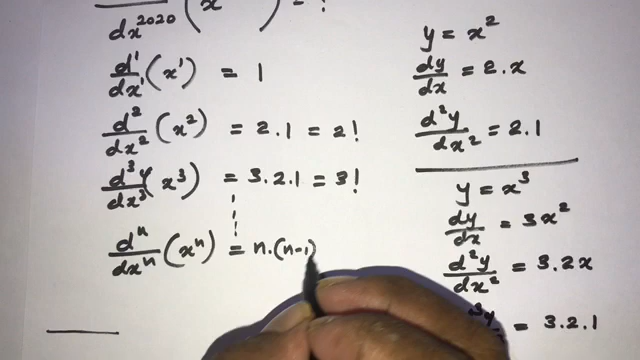 dx²⁰²⁰ (x = ?
d¹/dx¹ (x¹) = 1
d²/dx² (x²) = 2.1 = 2!
d³y/dx³ (x³) = 3.2.1 = 3!
dⁿ/dxⁿ (xⁿ) = n.(n-1)
y = x²
dy/dx = 2.x
d²y/dx² = 2.1
y = x³
dy/dx = 3x²
d²y/dx² = 3.2x
³y = 3.2.1